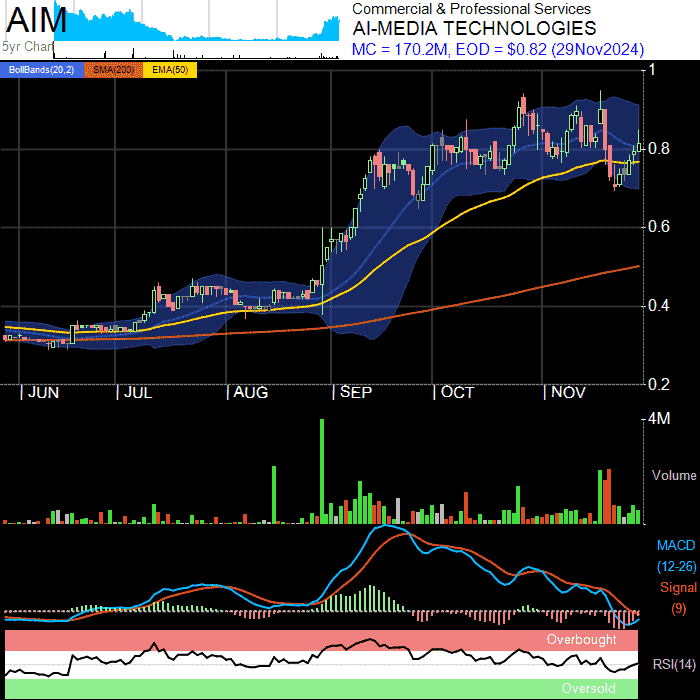 AIM
5yr Chart
Commercial & Professional Services
AI-MEDIA TECHNOLOGIES
MC = 170.2M, EOD = $0.82 (29Nov2024)
BollBands(20,2) SMA(200) EMA(50)
1
0.8
0.6
0.4
0.2
JUN JUL AUG SEP OCT NOV
4M
Volume
MACD
(12-26)
Signal
(9)
Overbought
RSI(14)
Oversold